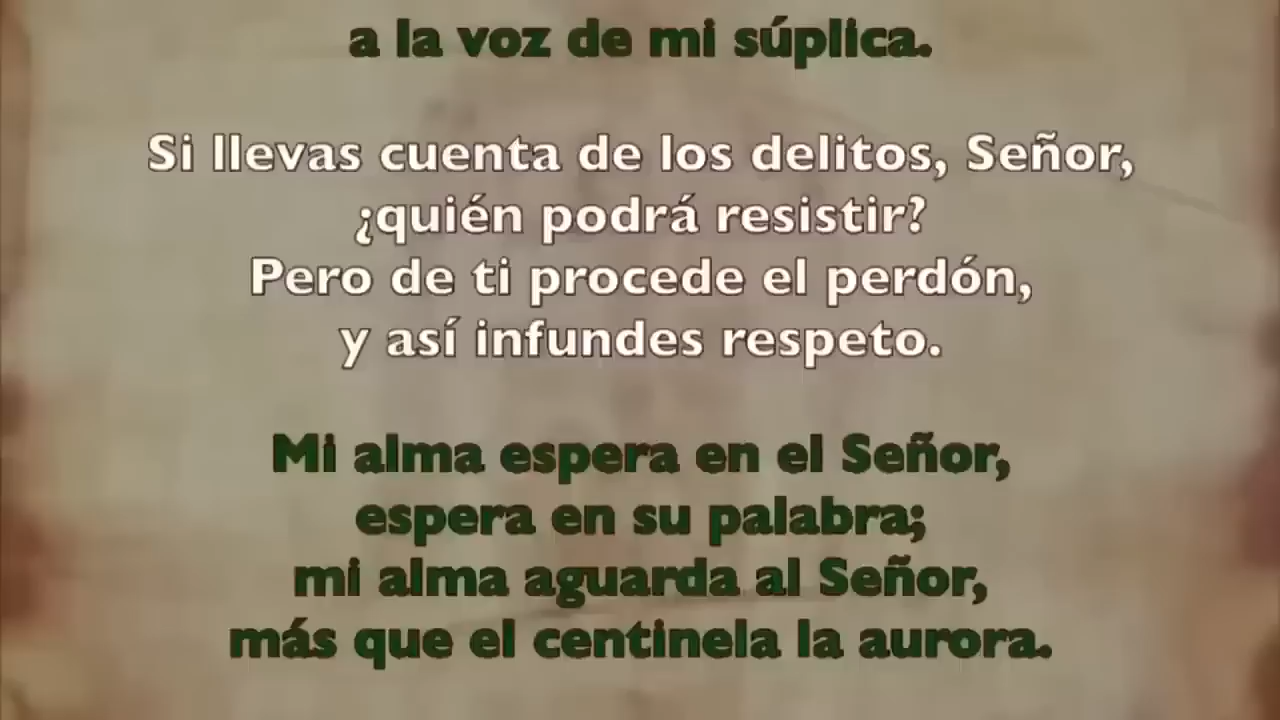 a la voz de mi súplica.
Si llevas cuenta de los delitos, Señor,
¿quién podrá resistir?
Pero de ti procede el perdón,
y así infundes respeto.
Mi alma espera en el Señor,
espera en su palabra;
mi alma aguarda al Señor,
más que el centinela la aurora.